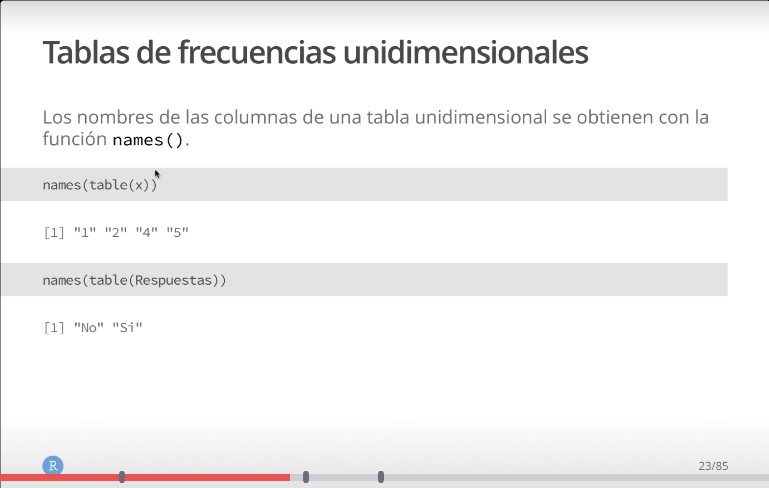 Tablas de frecuencias unidimensionales
Los nombres de las columnas de una tabla unidimensional se obtienen con la
función names().
names(table(x))
[1] "1" "2" "4" "5"
names(table(Respuestas))
[1] "No" "Si"
R
23/85